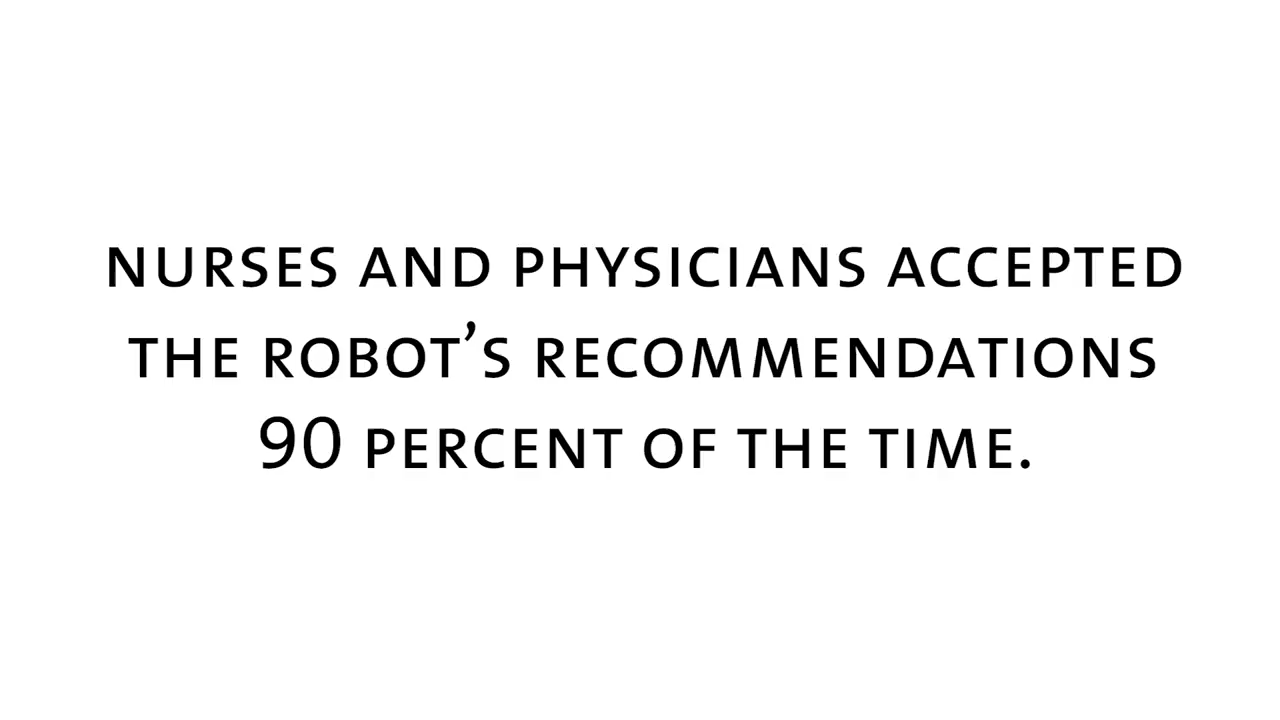 NURSES AND PHYSICIANS ACCEPTED
THE ROBOT’S RECOMMENDATIONS
90 PERCENT OF THE TIME.